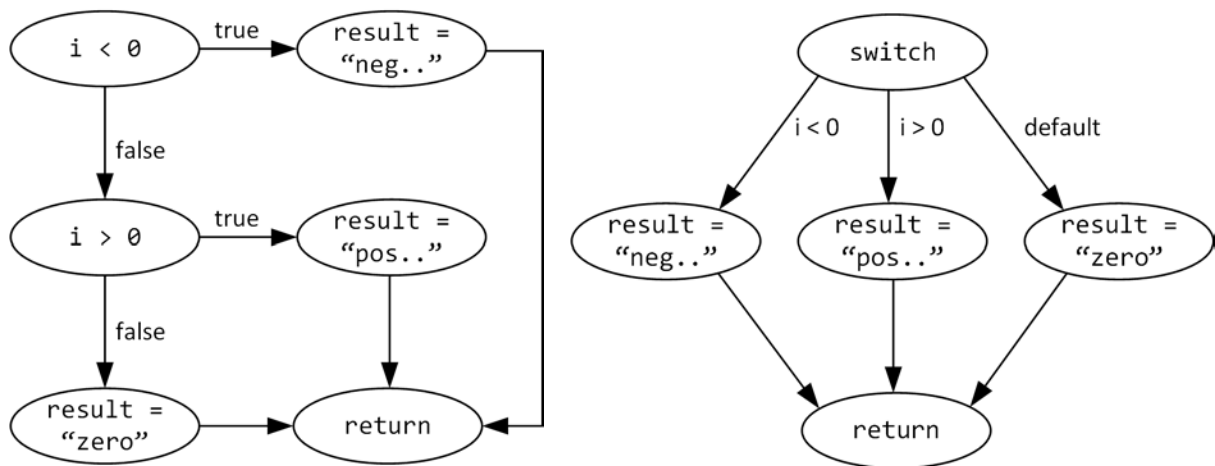 i < 0
true
result =
“neg..”
false
i > 0
true
result =
“pos..”
false
result =
“zero”
return
switch
i < 0
i > 0
default
result =
“neg..”
result =
“pos..”
result =
“zero”
return